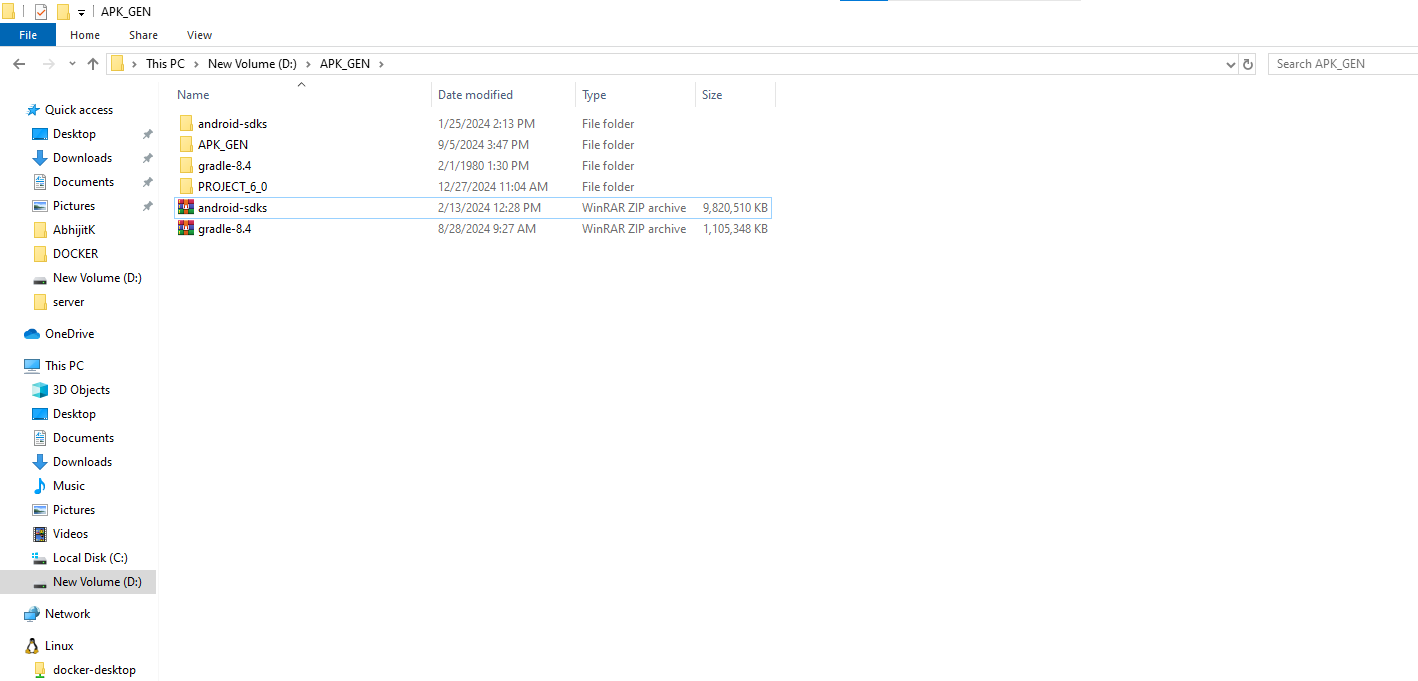 APK_GEN
File Home Share View
This PC New Volume (D:) APK_GEN Search APK_GEN
Name Date modified Type Size
Quick access
Desktop
Downloads
Documents
Pictures
AbhijitK
DOCKER
New Volume (D:)
server
OneDrive
This PC
3D Objects
Desktop
Documents
Downloads
Music
Pictures
Videos
Local Disk (C:)
New Volume (D:)
Network
Linux
docker-desktop
android-sdks 1/25/2024 2:13 PM File folder
APK_GEN 9/5/2024 3:47 PM File folder
gradle-8.4 2/1/1980 1:30 PM File folder
PROJECT_6_0 12/27/2024 11:04 AM File folder
android-sdks 2/13/2024 12:28 PM WinRAR ZIP archive 9,820,510 KB
gradle-8.4 8/28/2024 9:27 AM WinRAR ZIP archive 1,105,348 KB